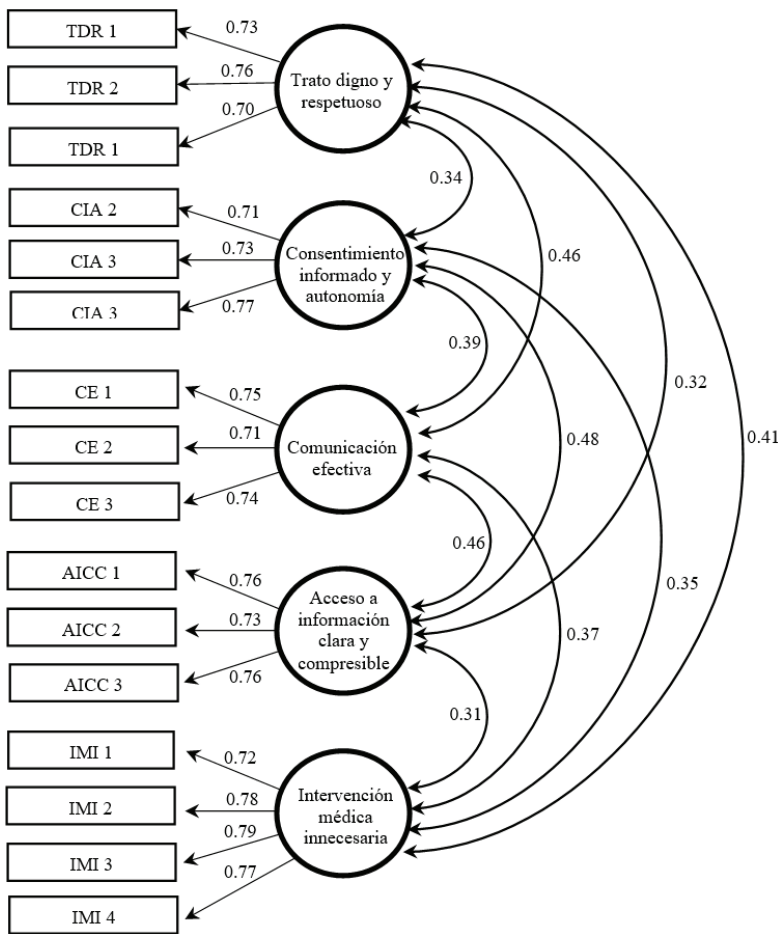 TDR 1
0.73
TDR 2
0.76
TDR 1
0.70
Trato digno y
respetuoso
0.34
CIA 2
0.71
CIA 3
0.73
CIA 3
0.77
Consentimiento
informado y
autonomía
0.46
0.39
0.32
CE 1
0.75
CE 2
0.71
CE 3
0.74
Comunicación
efectiva
0.48
0.41
0.46
AICC 1
0.76
AICC 2
0.73
AICC 3
0.76
Acceso a
información
clara y
compresible
0.35
0.37
0.31
IMI 1
0.72
IMI 2
0.78
IMI 3
0.79
IMI 4
0.77
Intervención
médica
innecesaria